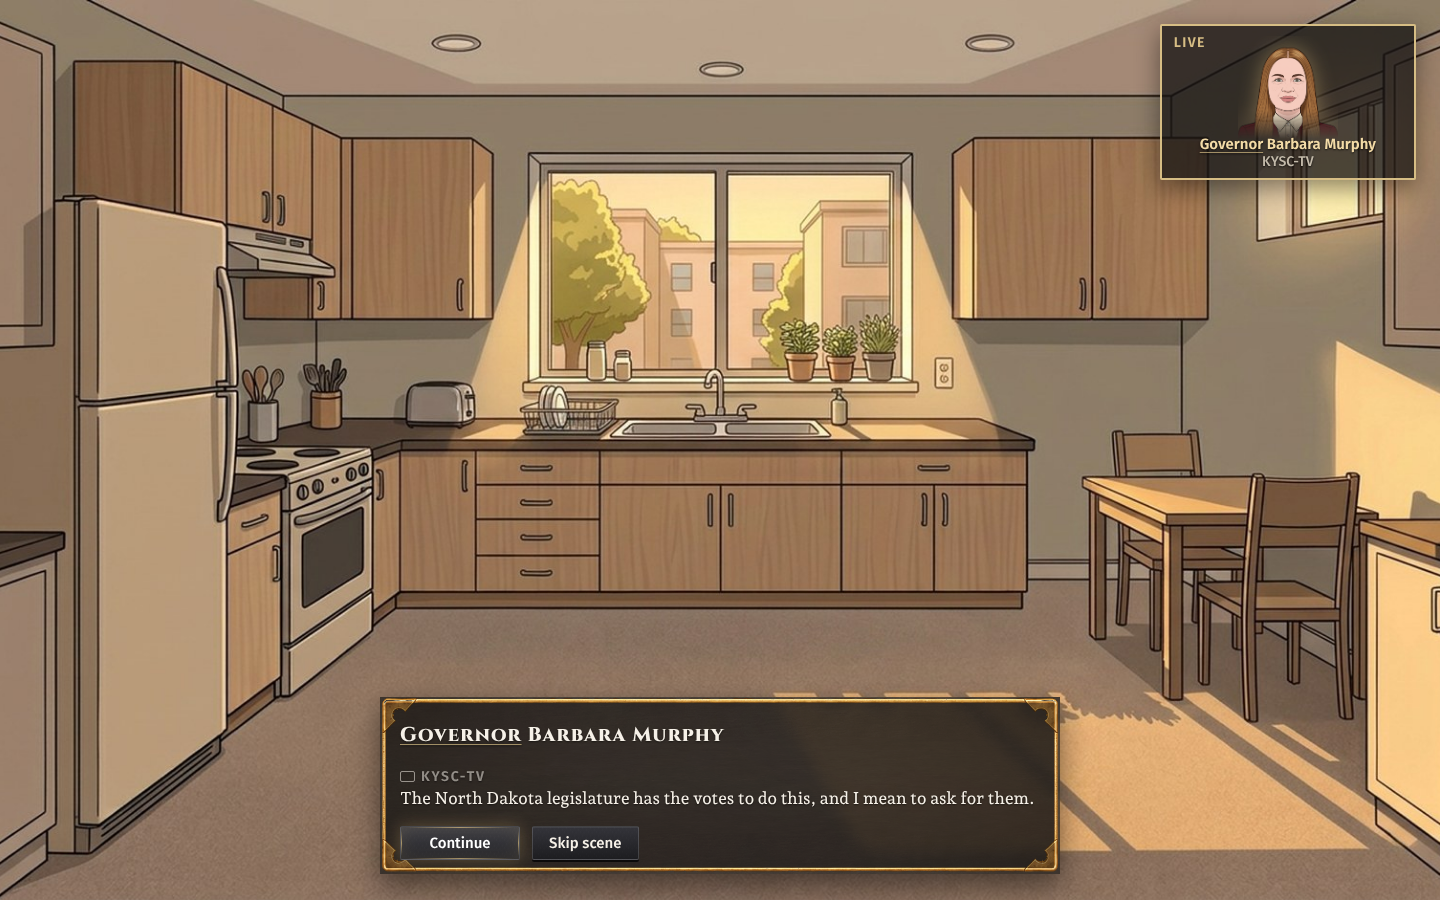 LIVE
Governor Barbara Murphy
KYSC-TV
Governor Barbara Murphy
KYSC-TV
The North Dakota legislature has the votes to do this, and I mean to ask for them.
Continue
Skip scene